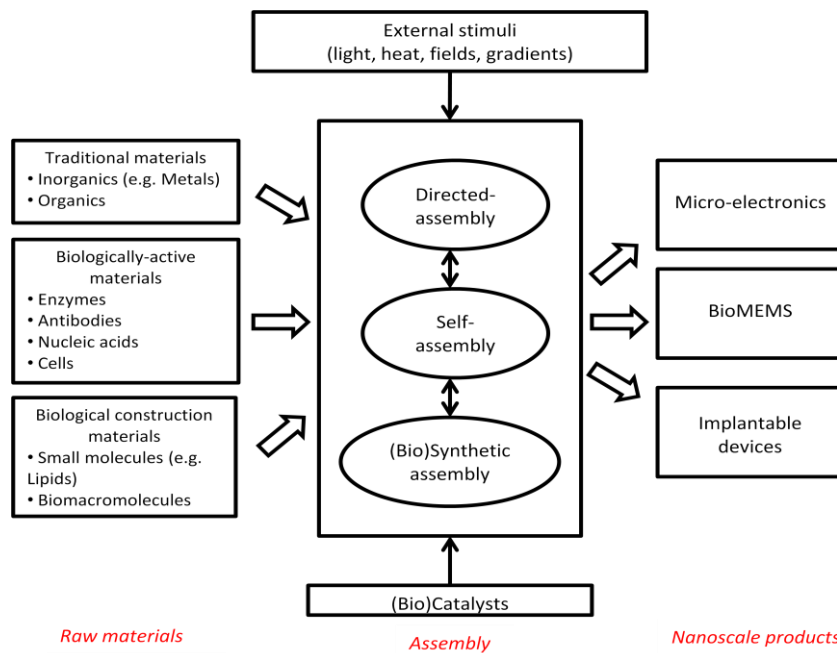 External stimuli
(light, heat, fields, gradients)
Traditional materials
• Inorganics (e.g. Metals)
• Organics
Biologically-active
materials
• Enzymes
• Antibodies
• Nucleic acids
• Cells
Biological construction
materials
• Small molecules (e.g.
Lipids)
• Biomacromolecules
Directed-
assembly
Self-
assembly
(Bio)Synthetic
assembly
(Bio)Catalysts
Micro-electronics
BioMEMS
Implantable
devices
Raw materials
Assembly
Nanoscale products